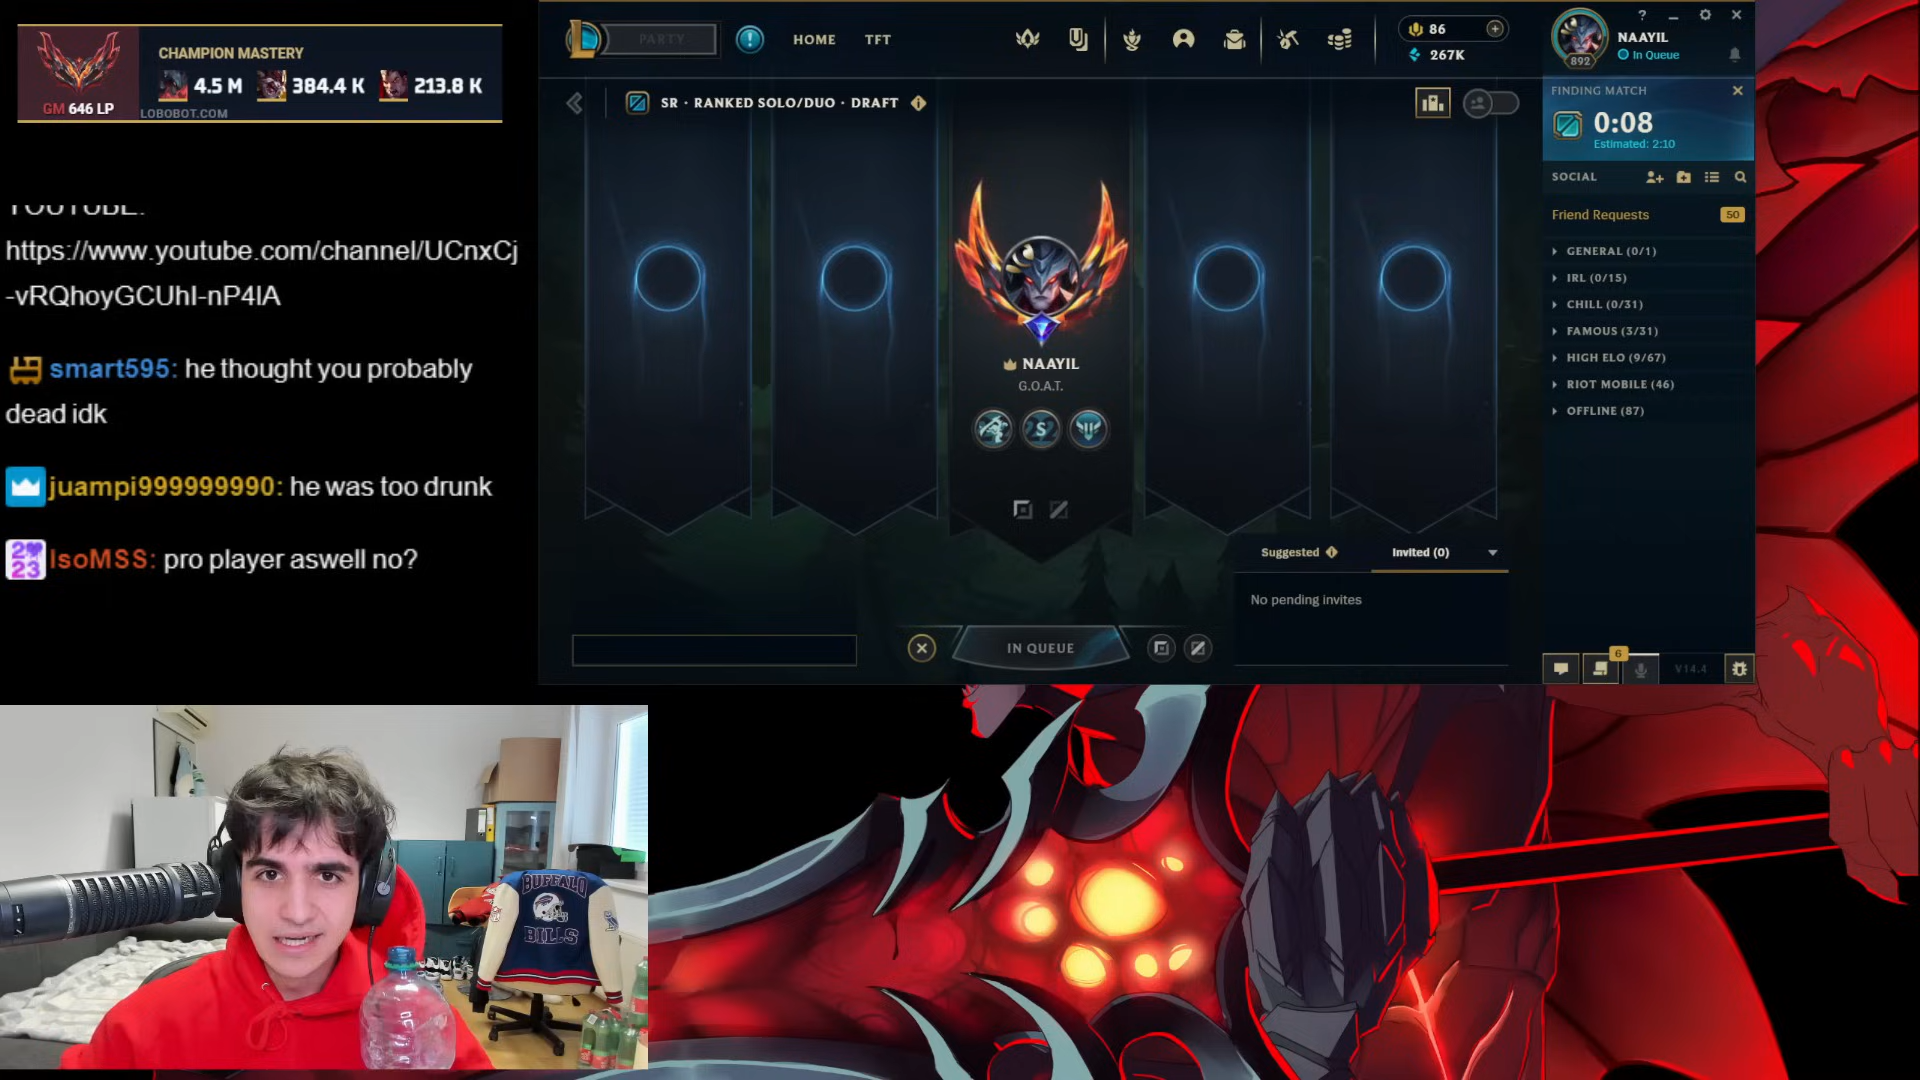 CHAMPION MASTERY
4.5 M 384.4 K 213.8 K
GM 646 LP
LOBOBOT.COM
YOUTUBE:
https://www.youtube.com/channel/UCnxCj
-vRQhoyGCUhI-nP4lA
smart595: he thought you probably
dead idk
juampi999999990: he was too drunk
2023
IsoMSS: pro player aswell no?
PARTY
HOME
TFT
86
267K
SR · RANKED SOLO/DUO · DRAFT
NAAYIL
G.O.A.T.
S
Suggested
Invited (0)
No pending invites
IN QUEUE
892
NAAYIL
In Queue
FINDING MATCH
0:08
Estimated: 2:10
SOCIAL
Friend Requests
50
GENERAL (0/1)
IRL (0/15)
CHILL (0/31)
FAMOUS (3/31)
HIGH ELO (9/67)
RIOT MOBILE (46)
OFFLINE (87)
6
V14.4
BUFFALO
BILLS